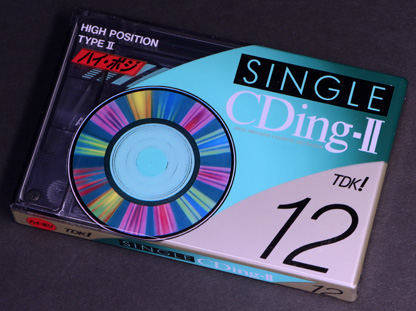 HIGH POSITION
TYPE II
ハイ・ポジ
SINGLE
CDing-II
TDK!
12
TDK!
SINGLE
CDing-II
12